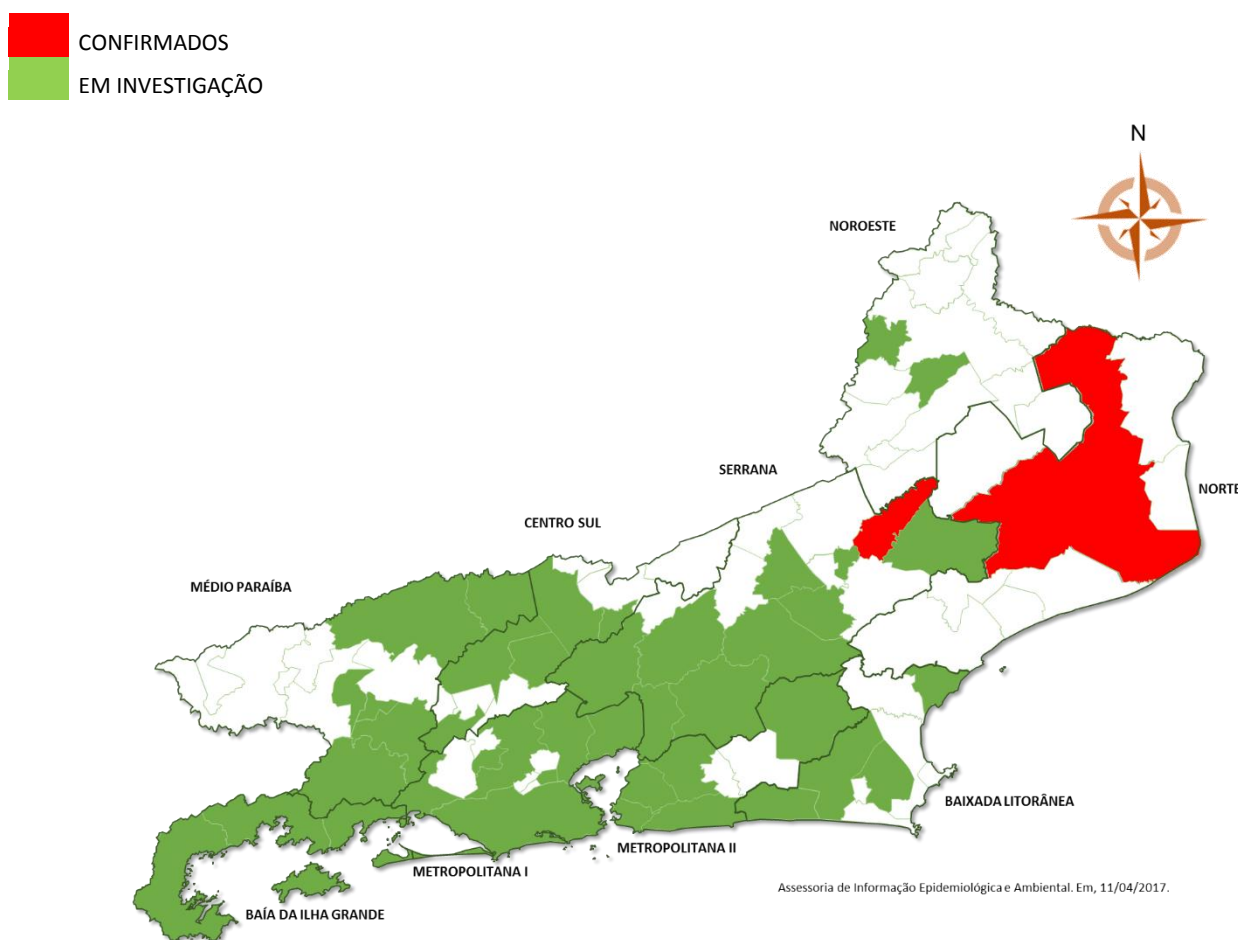 CONFIRMADOS
EM INVESTIGAÇÃO
N
NOROESTE
SERRANA
NORTE
CENTRO SUL
MÉDIO PARAÍBA
BAIXADA LITORÂNEA
METROPOLITANA II
METROPOLITANA I
Assessoria de Informação Epidemiológica e Ambiental. Em, 11/04/2017.
BAÍA DA ILHA GRANDE